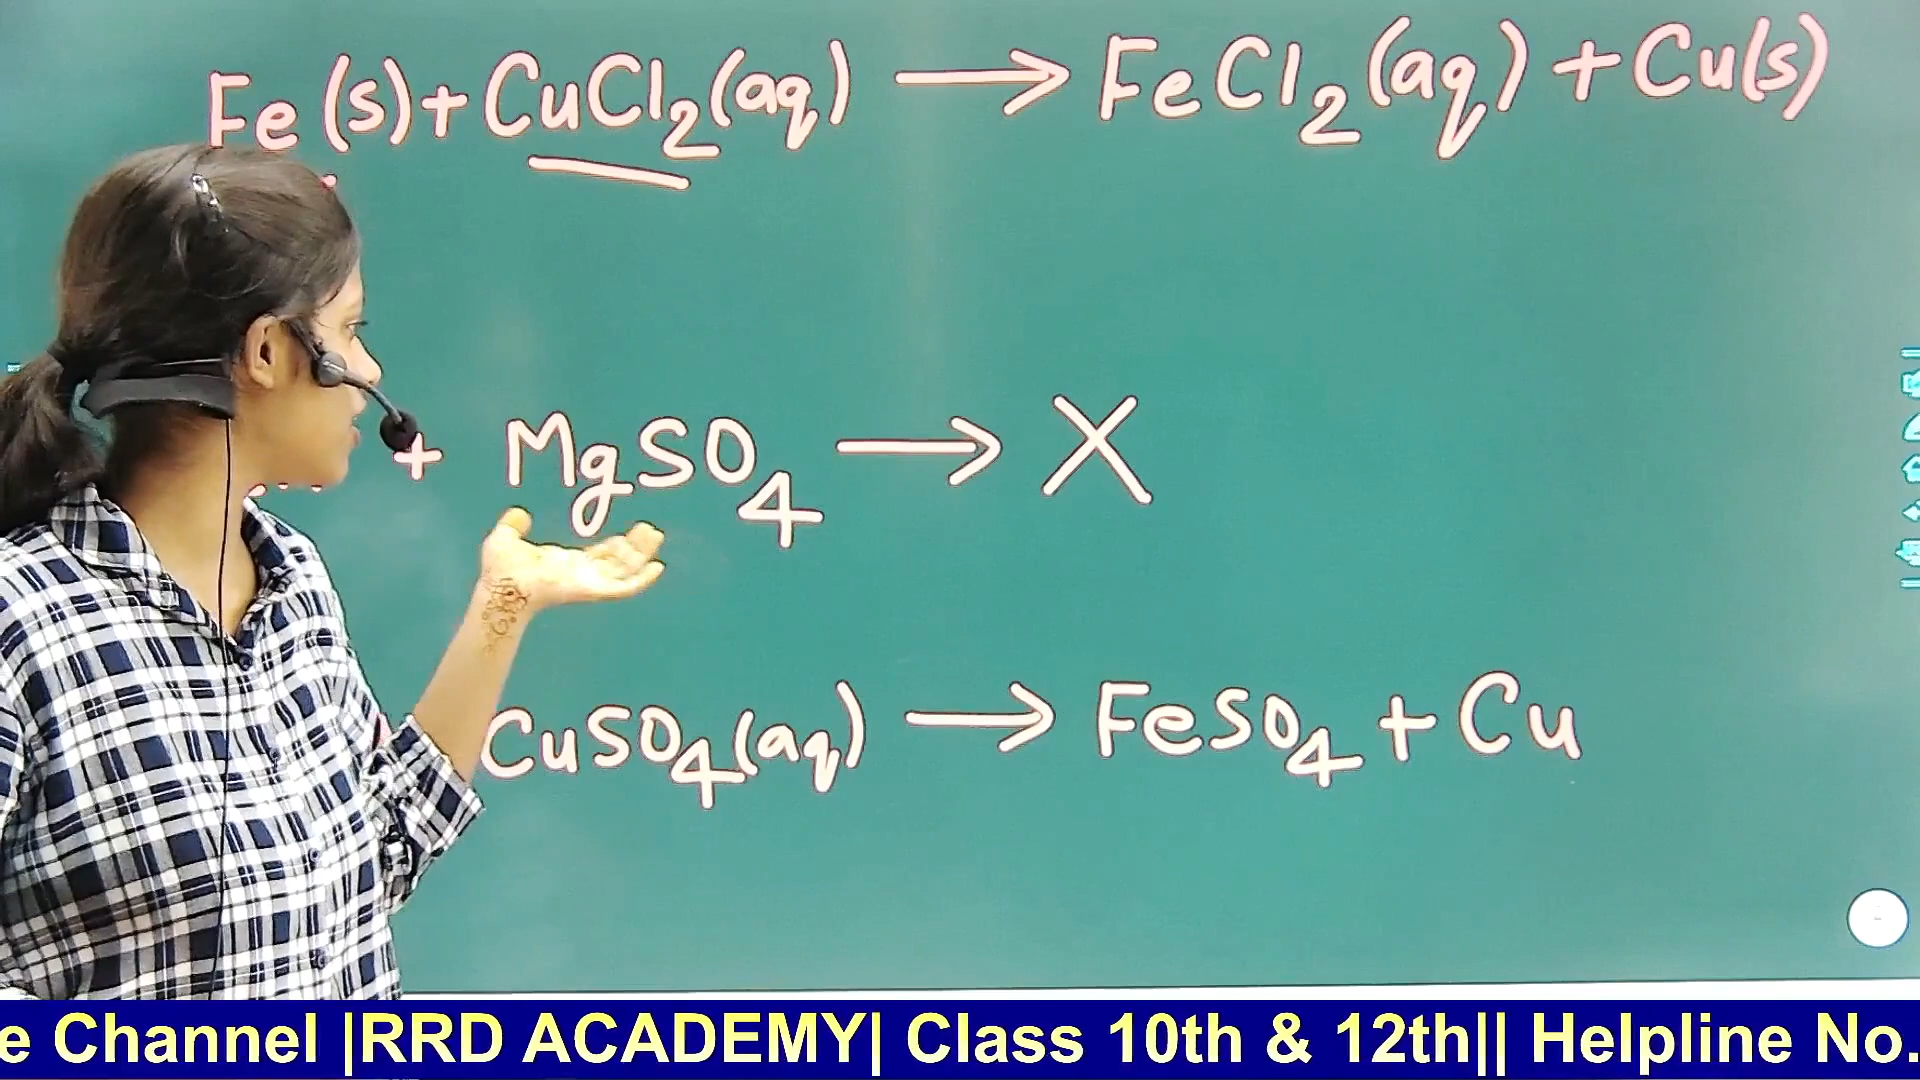 Fe (s) + CuCl₂ (aq) → FeCl₂ (aq) + Cu(s)
+ MgSO₄ → X
CuSO₄ (aq) → FeSO₄ + Cu
e Channel |RRD ACADEMY| Class 10th & 12th|| Helpline No.